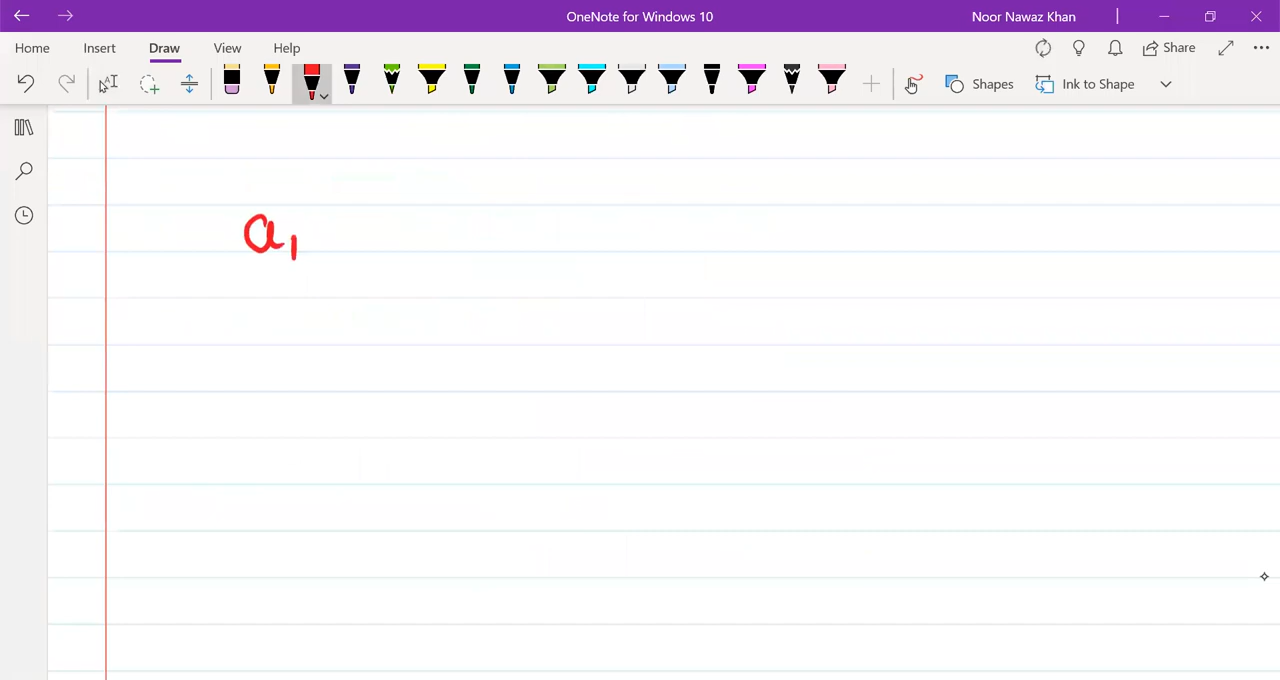 OneNote for Windows 10
Noor Nawaz Khan
Home Insert Draw View Help
Share
Shapes
Ink to Shape
a₁